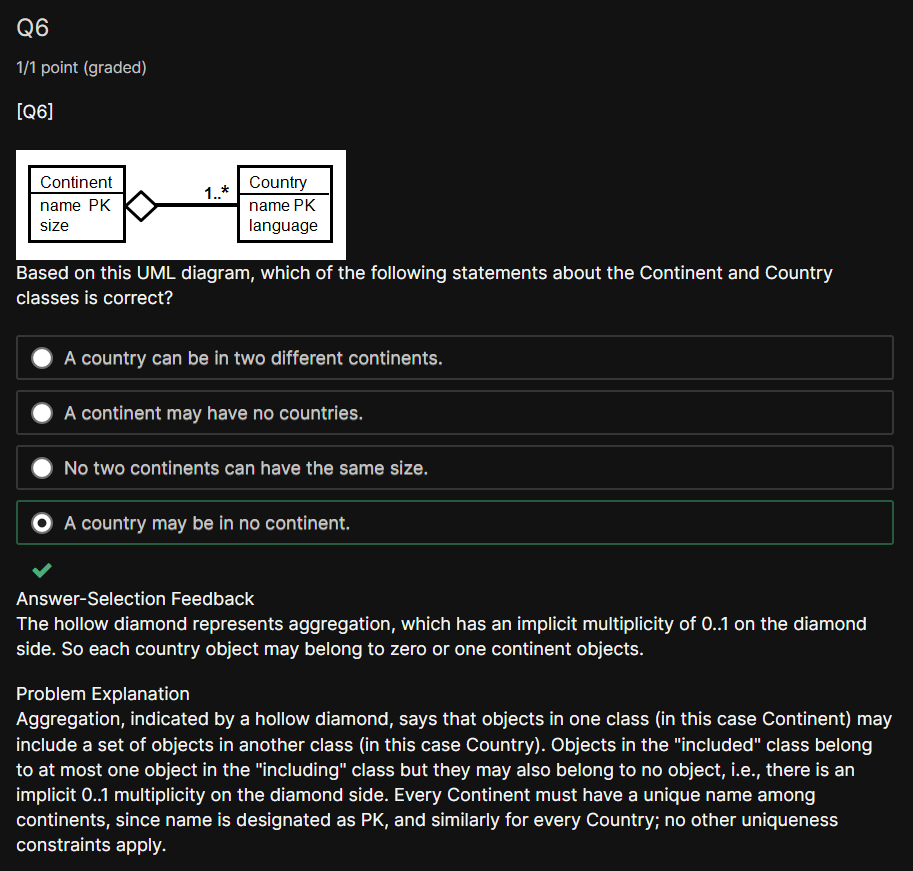 Q6
1/1 point (graded)
[Q6]
Continent
name PK
size
1..*
Country
name PK
language
Based on this UML diagram, which of the following statements about the Continent and Country
classes is correct?
A country can be in two different continents.
A continent may have no countries.
No two continents can have the same size.
A country may be in no continent.
Answer-Selection Feedback
The hollow diamond represents aggregation, which has an implicit multiplicity of 0..1 on the diamond
side. So each country object may belong to zero or one continent objects.
Problem Explanation
Aggregation, indicated by a hollow diamond, says that objects in one class (in this case Continent) may
include a set of objects in another class (in this case Country). Objects in the "included" class belong
to at most one object in the "including" class but they may also belong to no object, i.e., there is an
implicit 0..1 multiplicity on the diamond side. Every Continent must have a unique name among
continents, since name is designated as PK, and similarly for every Country; no other uniqueness
constraints apply.